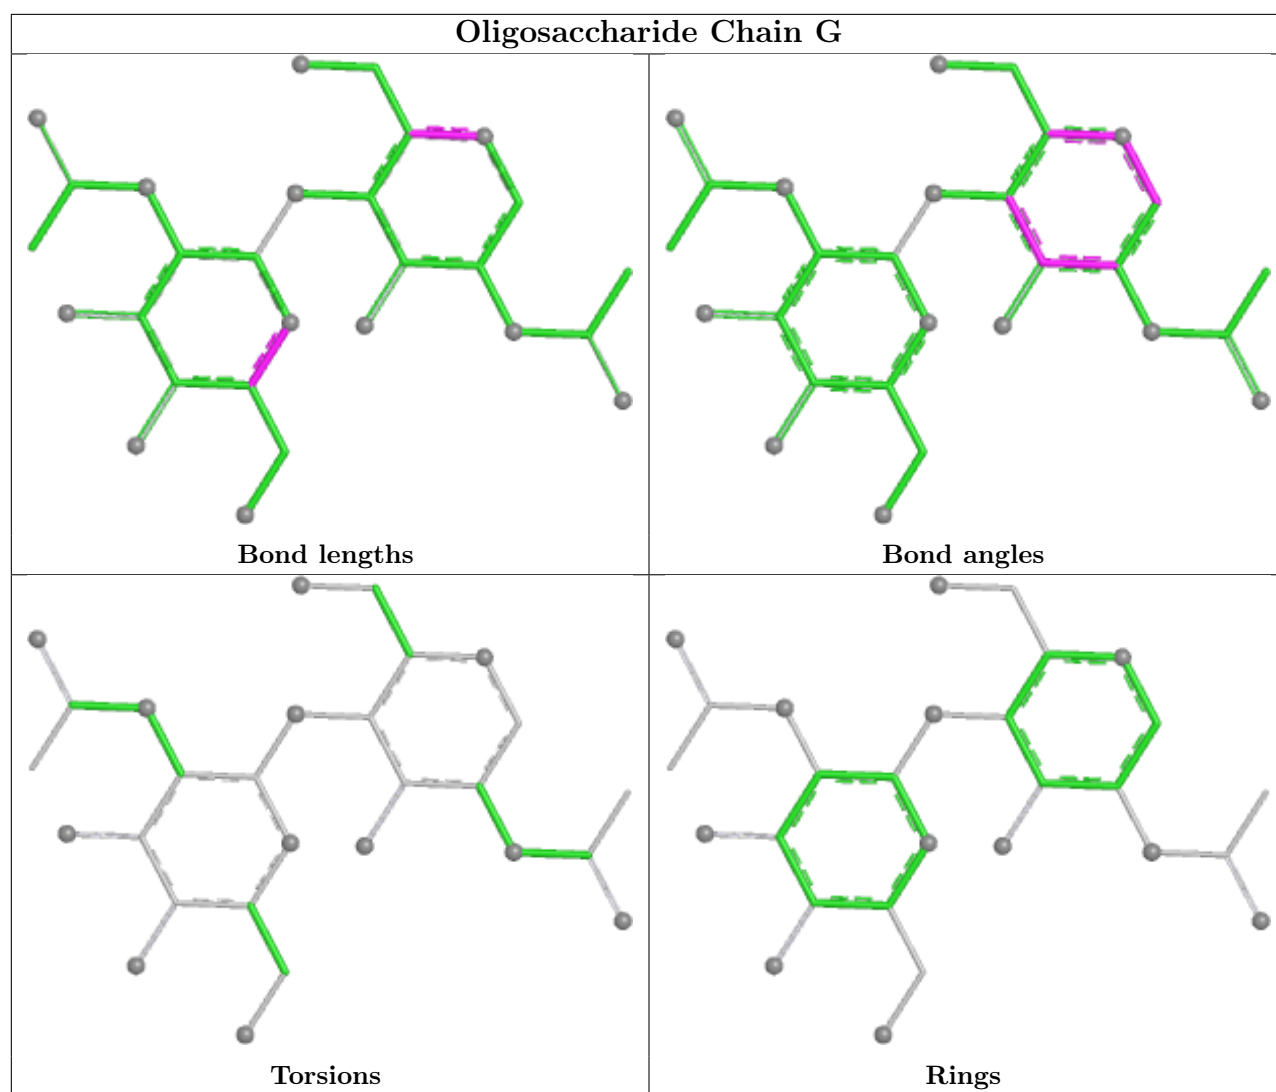 Oligosaccharide Chain G
Bond lengths
Bond angles
Torsions
Rings